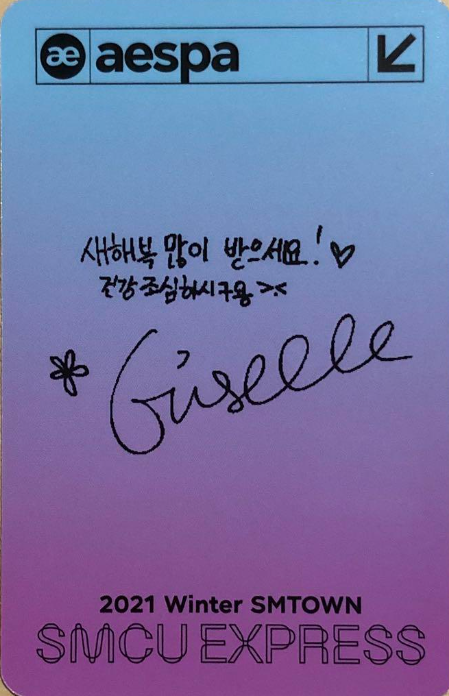 ae aespa
새해복 많이 받으세요! ♡
건강 조심하시구용 >.<
* Giselle
2021 Winter SMTOWN
SMCU EXPRESS